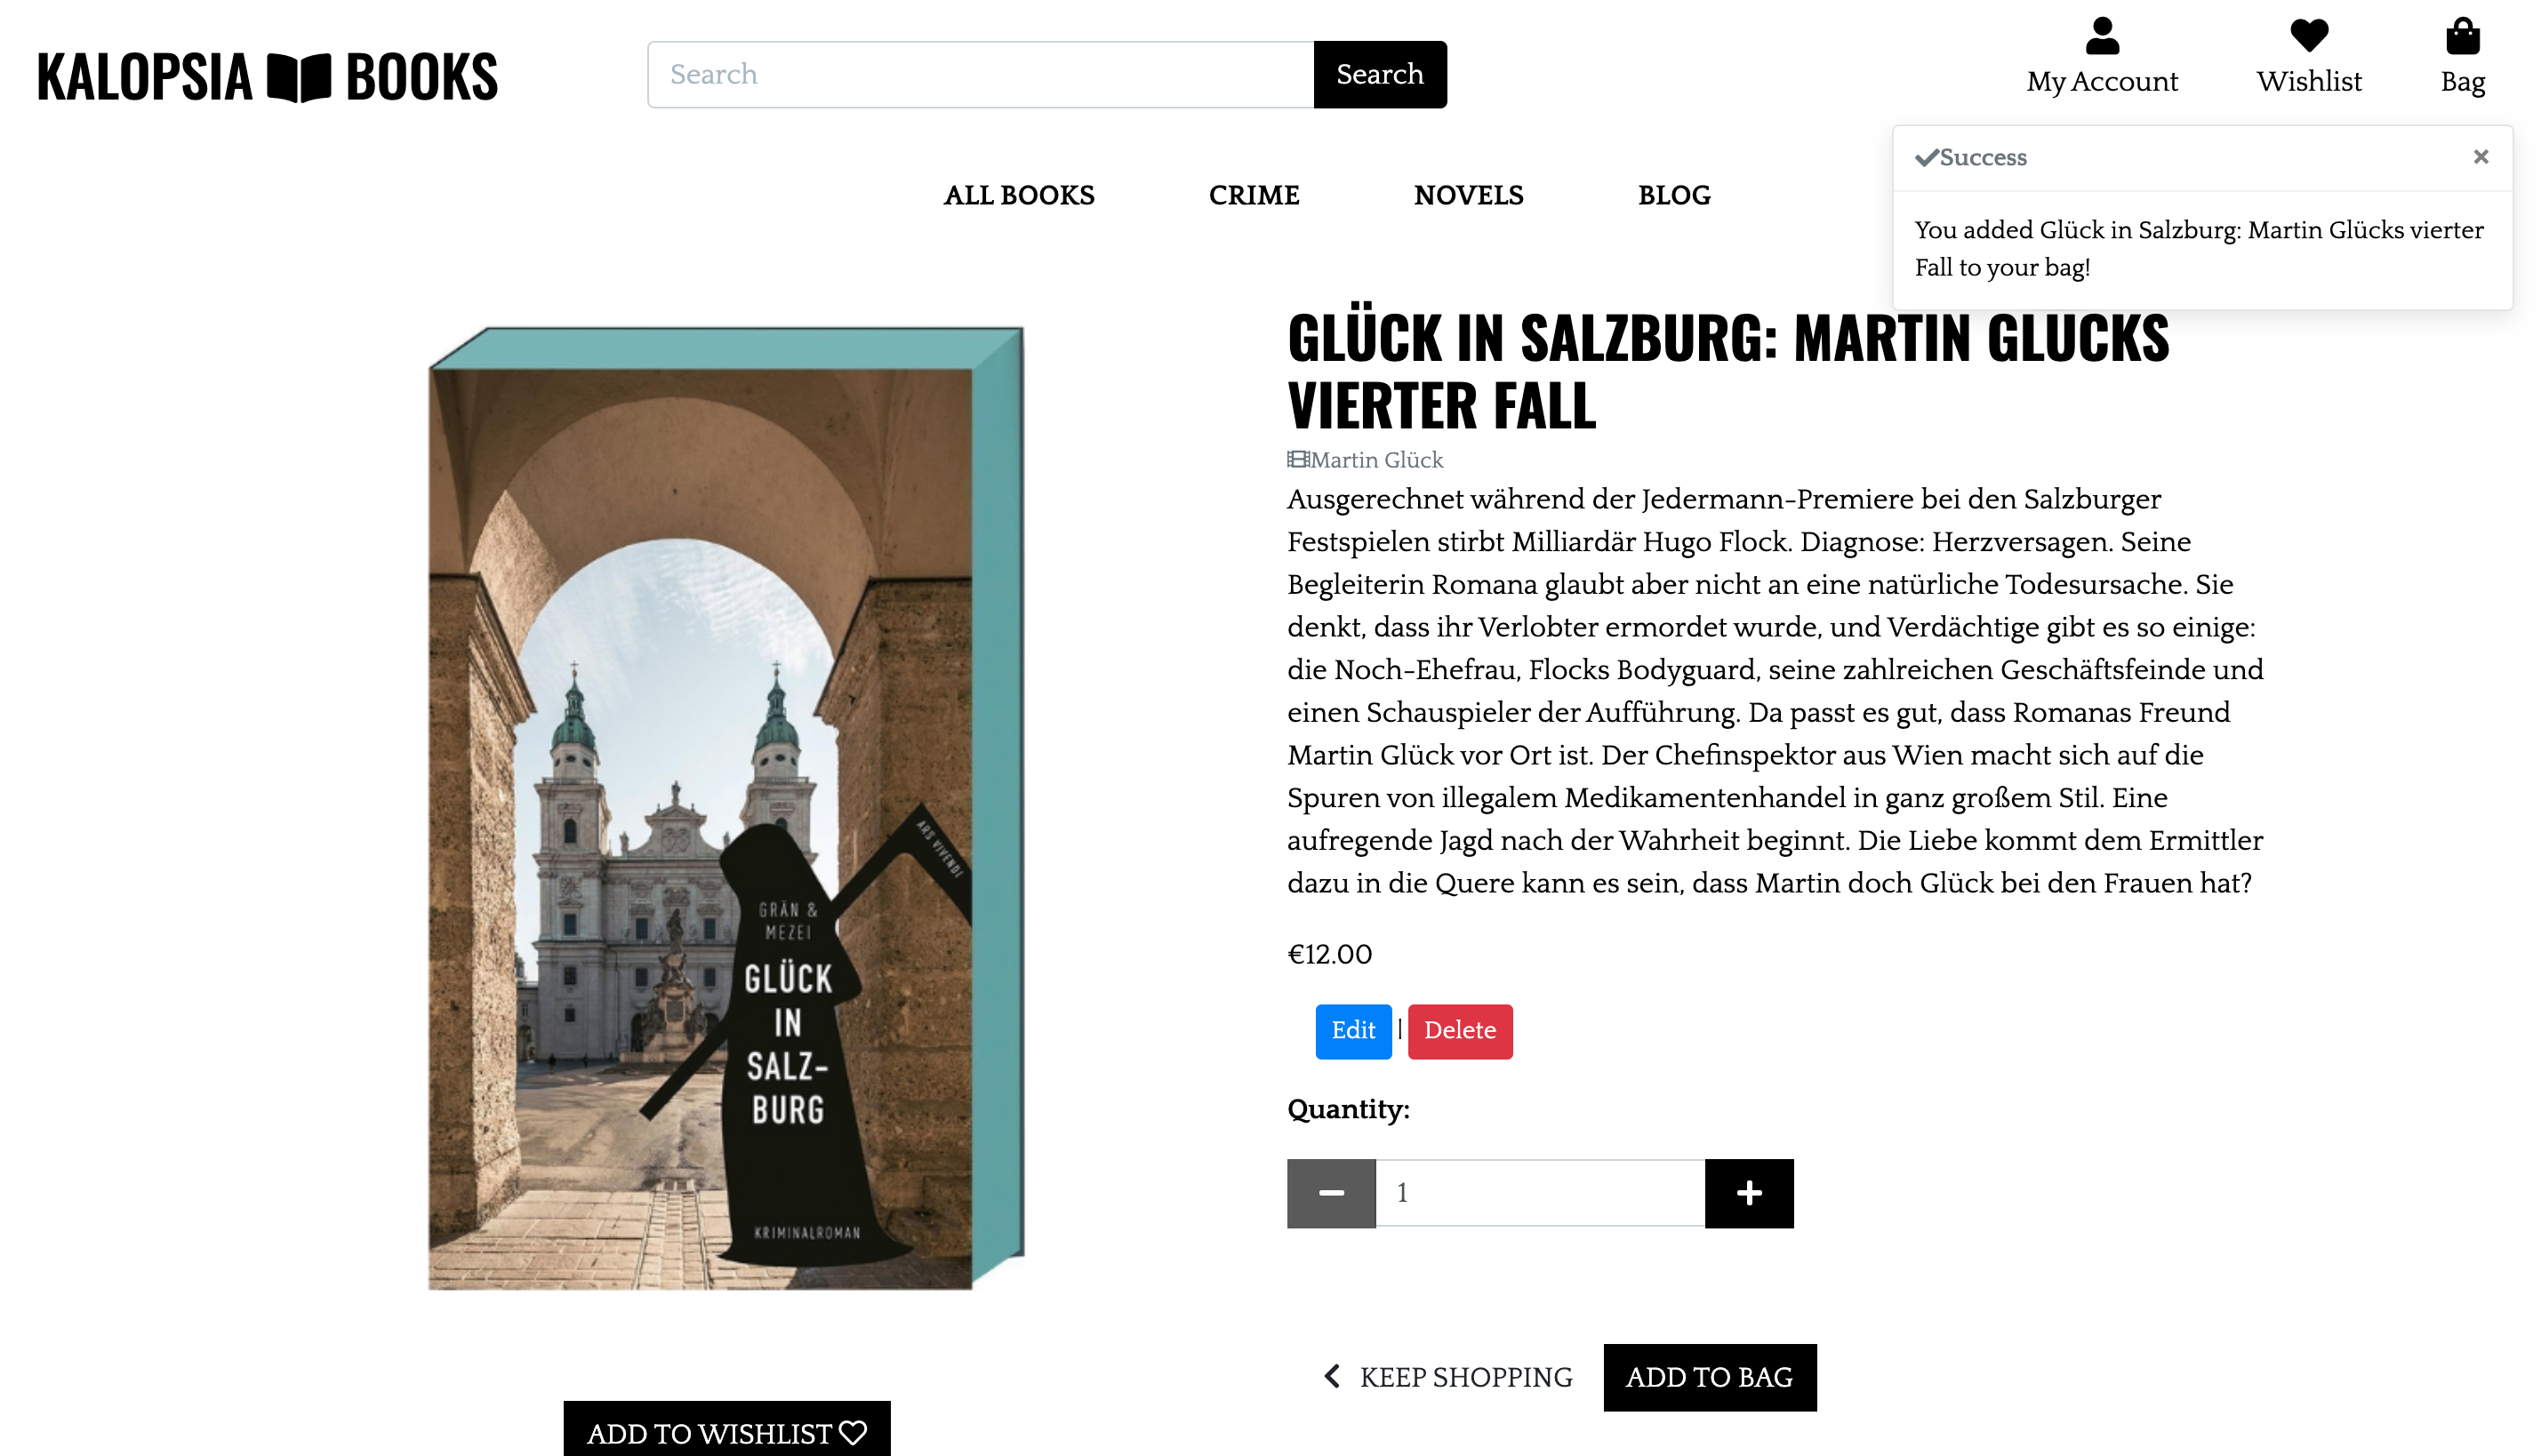 KALOPSIA BOOKS
Search
Search
My Account
Wishlist
Bag
Success
×
You added Glück in Salzburg: Martin Glücks vierter
Fall to your bag!
ALL BOOKS
CRIME
NOVELS
BLOG
GLÜCK IN SALZBURG: MARTIN GLÜCKS
VIERTER FALL
Martin Glück
Ausgerechnet während der Jedermann-Premiere bei den Salzburger
Festspielen stirbt Milliardär Hugo Flock. Diagnose: Herzversagen. Seine
Begleiterin Romana glaubt aber nicht an eine natürliche Todesursache. Sie
denkt, dass ihr Verlobter ermordet wurde, und Verdächtige gibt es so einige:
die Noch-Ehefrau, Flocks Bodyguard, seine zahlreichen Geschäftsfeinde und
einen Schauspieler der Aufführung. Da passt es gut, dass Romanas Freund
Martin Glück vor Ort ist. Der Chefinspektor aus Wien macht sich auf die
Spuren von illegalem Medikamentenhandel in ganz großem Stil. Eine
aufregende Jagd nach der Wahrheit beginnt. Die Liebe kommt dem Ermittler
dazu in die Quere kann es sein, dass Martin doch Glück bei den Frauen hat?
€12.00
Edit | Delete
Quantity:
1
KEEP SHOPPING
ADD TO BAG
ARS VIVENDI
GRÄN &
MEZEI
GLÜCK
IN
SALZ-
BURG
KRIMINALROMAN
ADD TO WISHLIST